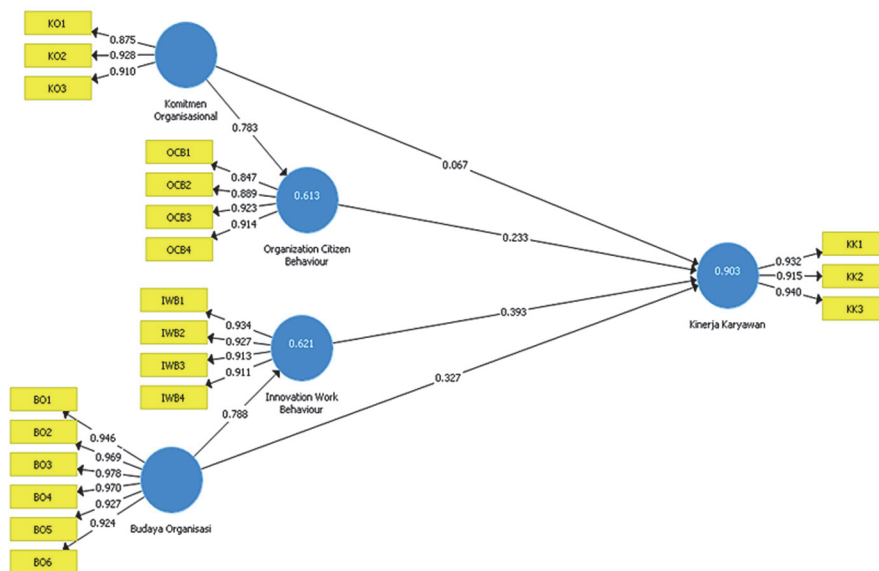 KO1
KO2
KO3
0.875
0.928
0.910
Komitmen
Organisasional
0.783
0.067
OCB1
OCB2
OCB3
OCB4
0.847
0.889
0.923
0.914
0.613
Organization Citizen
Behaviour
0.233
IWB1
IWB2
IWB3
IWB4
0.934
0.927
0.913
0.911
0.621
Innovation Work
Behaviour
0.393
0.788
0.327
BO1
BO2
BO3
BO4
BO5
BO6
0.946
0.969
0.978
0.970
0.927
0.924
Budaya Organisasi
0.903
Kinerja Karyawan
0.932
0.915
0.940
KK1
KK2
KK3